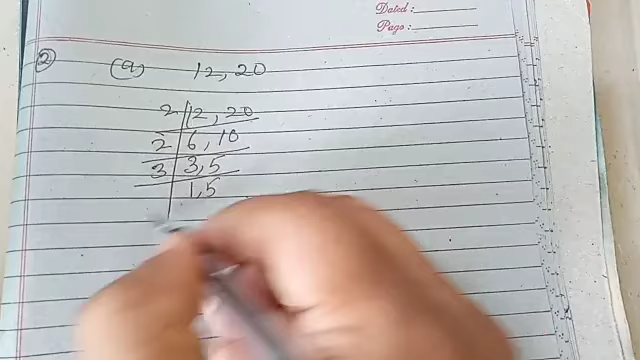 Dated :
Page :
② (a) 12, 20
2 | 12, 20
2 | 6, 10
3 | 3, 5
1, 5